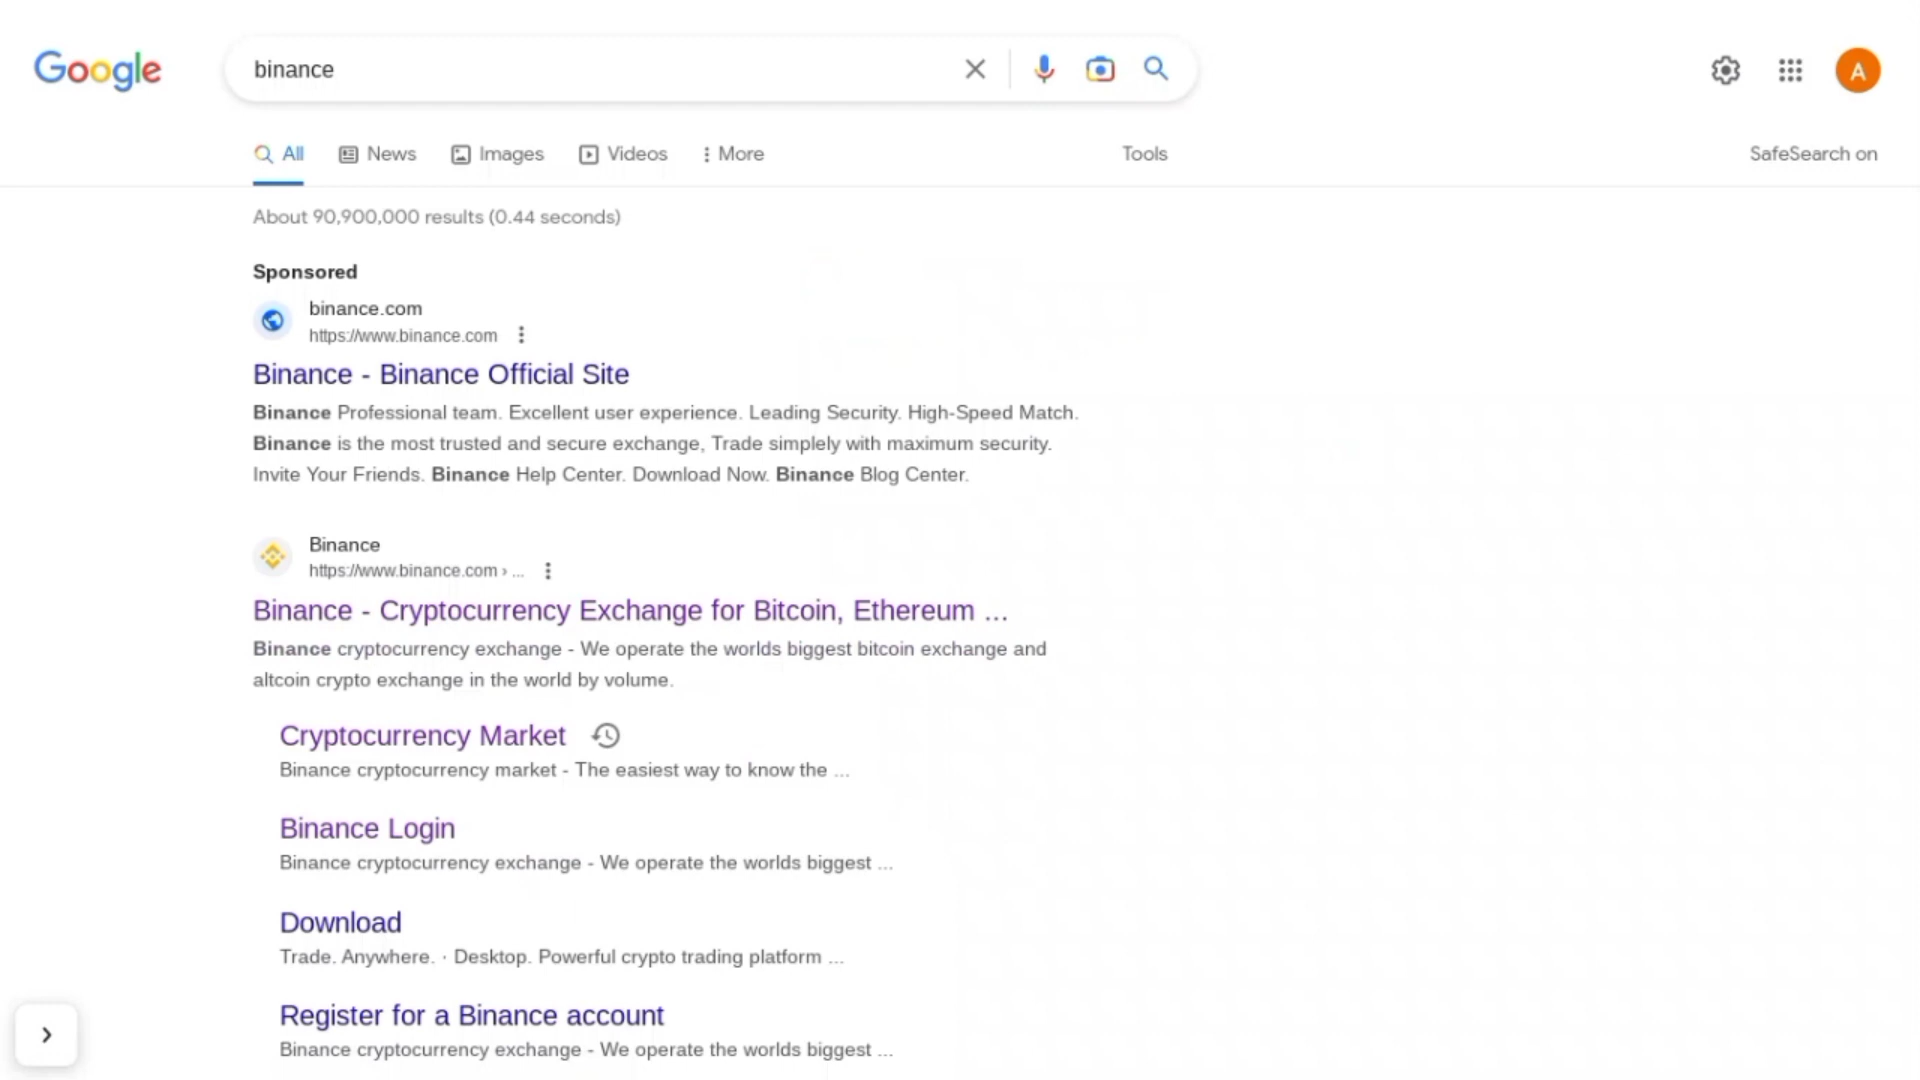 Google
binance
All
News
Images
Videos
More
Tools
SafeSearch on
A
About 90,900,000 results (0.44 seconds)
Sponsored
binance.com
https://www.binance.com
Binance - Binance Official Site
Binance Professional team. Excellent user experience. Leading Security. High-Speed Match.
Binance is the most trusted and secure exchange, Trade simplely with maximum security.
Invite Your Friends. Binance Help Center. Download Now. Binance Blog Center.
Binance
https://www.binance.com › ...
Binance - Cryptocurrency Exchange for Bitcoin, Ethereum ...
Binance cryptocurrency exchange - We operate the worlds biggest bitcoin exchange and
altcoin crypto exchange in the world by volume.
Cryptocurrency Market
Binance cryptocurrency market - The easiest way to know the ...
Binance Login
Binance cryptocurrency exchange - We operate the worlds biggest ...
Download
Trade. Anywhere. · Desktop. Powerful crypto trading platform ...
Register for a Binance account
Binance cryptocurrency exchange - We operate the worlds biggest ...